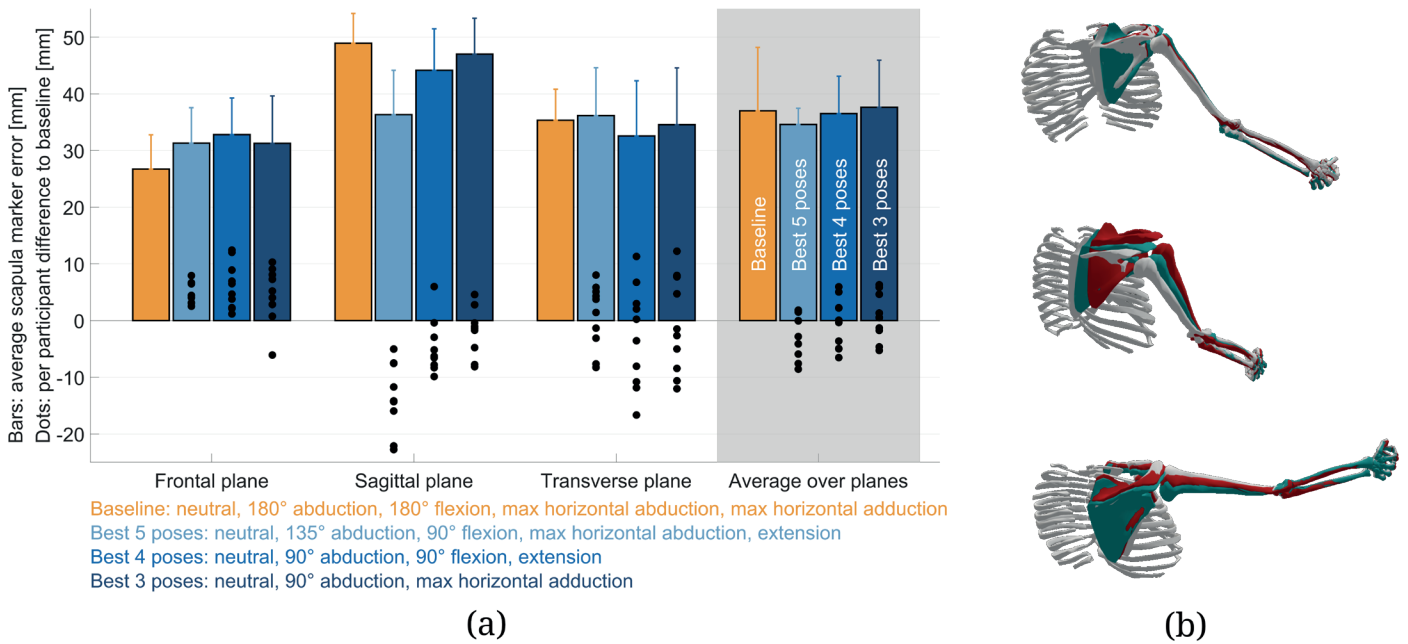 Bars: average scapula marker error [mm]
Dots: per participant difference to baseline [mm]
50
40
30
20
10
0
-10
-20
Baseline
Best 5 poses
Best 4 poses
Best 3 poses
Frontal plane
Sagittal plane
Transverse plane
Average over planes
Baseline: neutral, 180° abduction, 180° flexion, max horizontal abduction, max horizontal adduction
Best 5 poses: neutral, 135° abduction, 90° flexion, max horizontal abduction, extension
Best 4 poses: neutral, 90° abduction, 90° flexion, extension
Best 3 poses: neutral, 90° abduction, max horizontal adduction
(a)
(b)